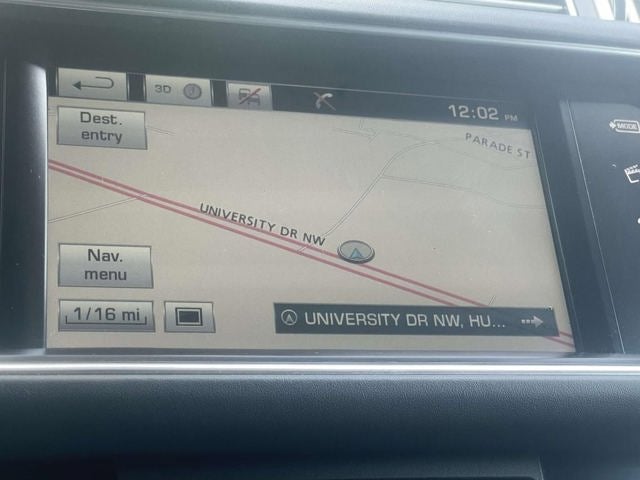 3D
12:02 PM
MODE
Dest.
entry
PARADE ST
UNIVERSITY DR NW
Nav.
menu
1/16 mi
UNIVERSITY DR NW, HU...